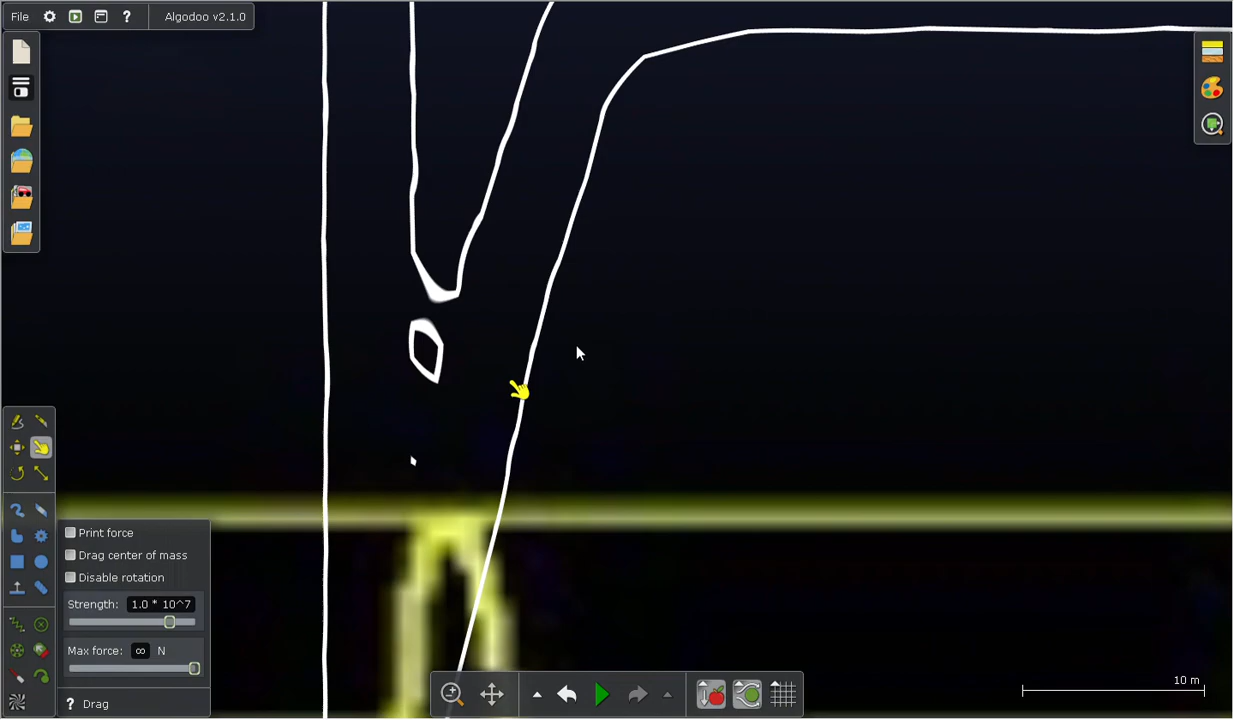 File ? Algodoo v2.1.0
Print force
Drag center of mass
Disable rotation
Strength: 1.0 * 10^7
Max force: ∞ N
? Drag
10 m